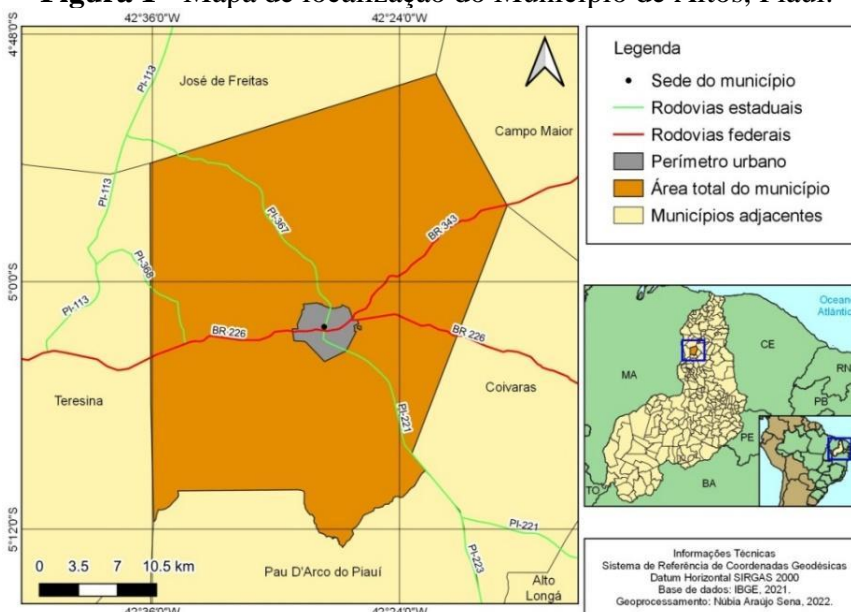 Figura 1 - Mapa de localização do Município de Altos, Piauí.
42°36'0"W
42°24'0"W
4°48'0"S
5°0'0"S
5°12'0"S
José de Freitas
Campo Maior
PI-113
PI-113
PI-367
PI-368
PI-113
BR-343
BR 226
BR 226
Teresina
Coivaras
PI-221
PI-221
PI-223
Pau D'Arco do Piauí
Alto
Longá
0 3.5 7 10.5 km
42°36'0"W
42°24'0"W
Legenda
Sede do município
Rodovias estaduais
Rodovias federais
Perímetro urbano
Área total do município
Municípios adjacentes
Oceano
Atlântico
MA
CE
RN
PB
PE
TO
BA
Informações Técnicas
Sistema de Referência de Coordenadas Geodésicas
Datum Horizontal SIRGAS 2000
Base de dados: IBGE, 2021.
Geoprocessamento: Núbia Araújo Sena, 2022.